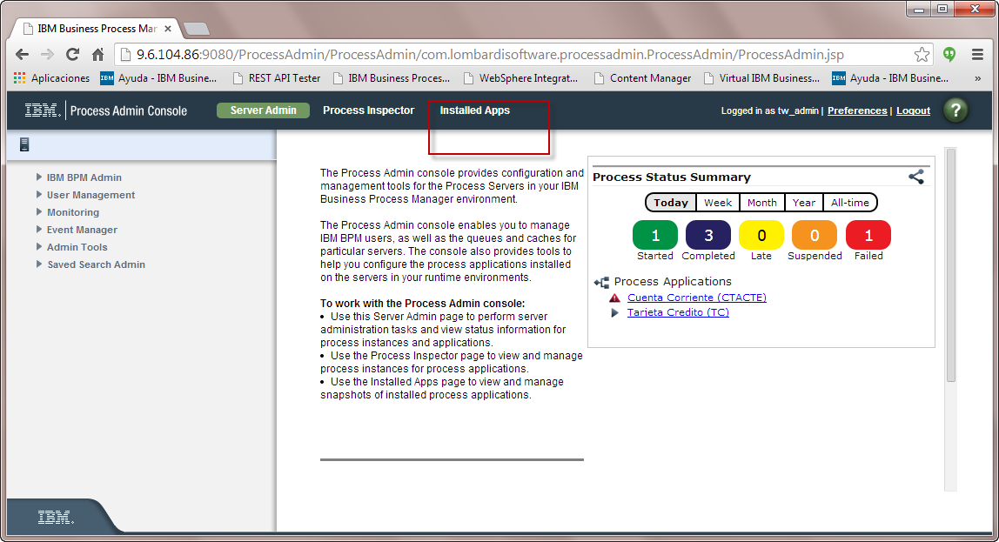 IBM Business Process Mar
9.6.104.86:9080/ProcessAdmin/ProcessAdmin/com.lombardisoftware.processadmin.ProcessAdmin/ProcessAdmin.jsp
Aplicaciones IBM Ayuda - IBM Busine... REST API Tester IBM Business Proces... WebSphere Integrat... Content Manager Virtual IBM Business... IBM Ayuda - IBM Busine... »
IBM. Process Admin Console Server Admin Process Inspector Installed Apps Logged in as tw_admin | Preferences | Logout ?
IBM BPM Admin
User Management
Monitoring
Event Manager
Admin Tools
Saved Search Admin
The Process Admin console provides configuration and
management tools for the Process Servers in your IBM
Business Process Manager environment.
The Process Admin console enables you to manage
IBM BPM users, as well as the queues and caches for
particular servers. The console also provides tools to
help you configure the process applications installed
on the servers in your runtime environments.
To work with the Process Admin console:
• Use this Server Admin page to perform server
administration tasks and view status information for
process instances and applications.
• Use the Process Inspector page to view and manage
process instances for process applications.
• Use the Installed Apps page to view and manage
snapshots of installed process applications.
Process Status Summary
Today Week Month Year All-time
1 3 0 0 1
Started Completed Late Suspended Failed
Process Applications
Cuenta Corriente (CTACTE)
Tarjeta Credito (TC)
IBM.